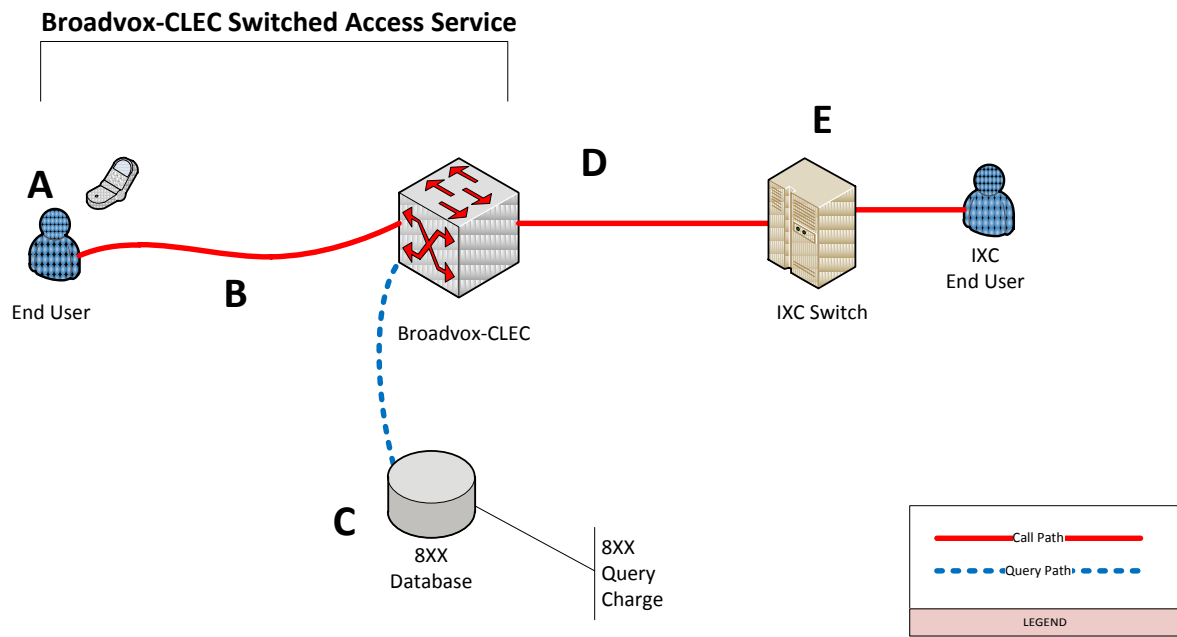 Broadvox-CLEC Switched Access Service
A
B
C
D
E
End User
Broadvox-CLEC
IXC Switch
IXC
End User
8XX
Database
8XX
Query
Charge
Call Path
Query Path
LEGEND